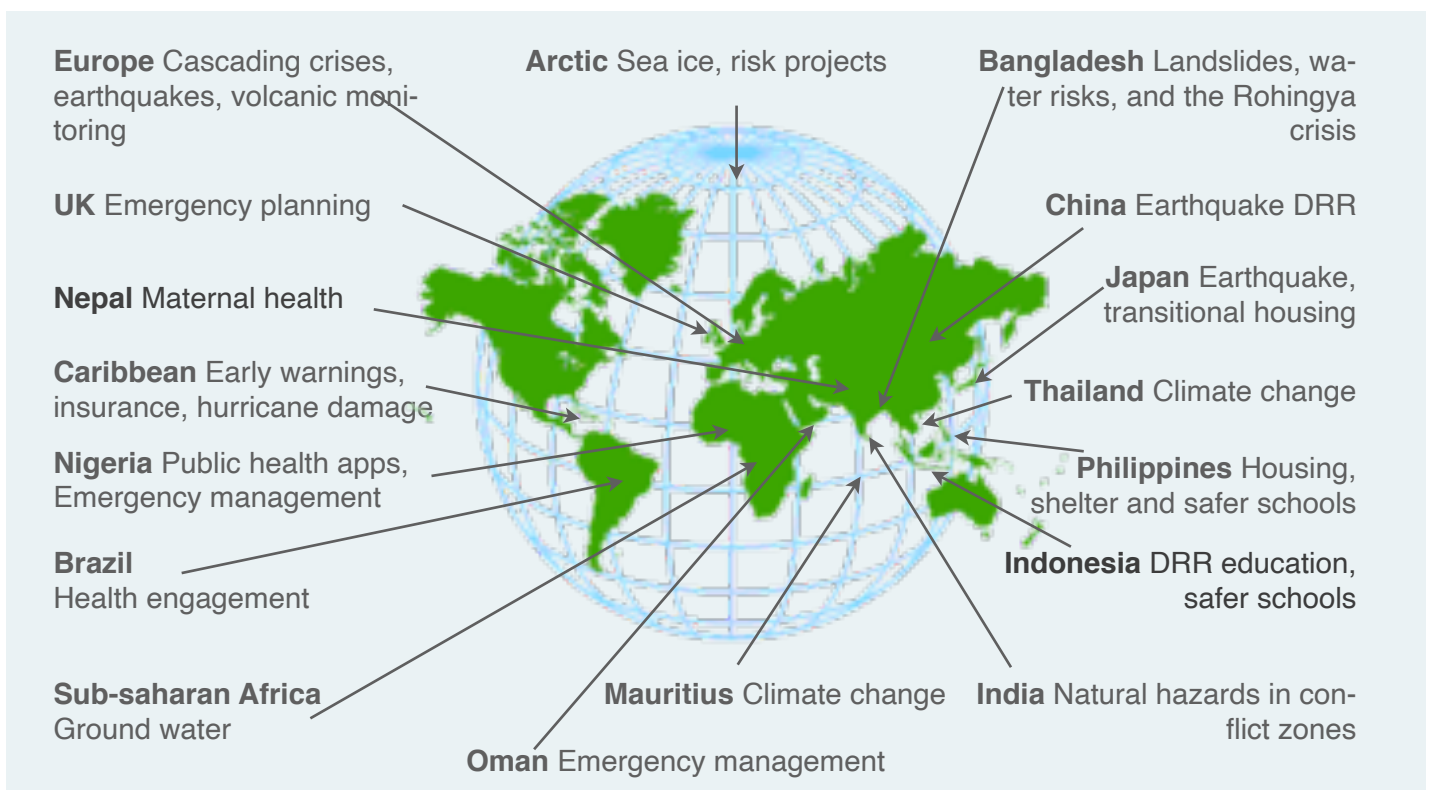 Europe Cascading crises,
earthquakes, volcanic moni-
toring
Arctic Sea ice, risk projects
Bangladesh Landslides, wa-
ter risks, and the Rohingya
crisis
UK Emergency planning
China Earthquake DRR
Nepal Maternal health
Japan Earthquake,
transitional housing
Caribbean Early warnings,
insurance, hurricane damage
Thailand Climate change
Nigeria Public health apps,
Emergency management
Philippines Housing,
shelter and safer schools
Brazil
Health engagement
Indonesia DRR education,
safer schools
Sub-saharan Africa
Ground water
Mauritius Climate change
India Natural hazards in con-
flict zones
Oman Emergency management